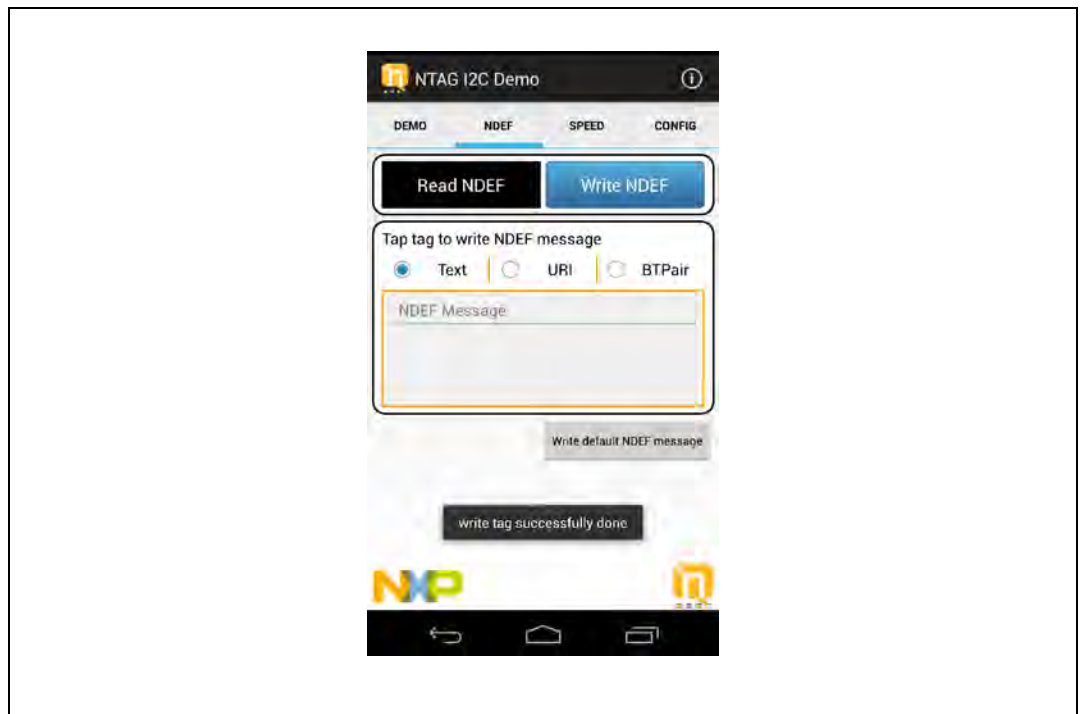 NTAG I2C Demo
DEMO NDEF SPEED CONFIG
Read NDEF Write NDEF
Tap tag to write NDEF message
Text URI BTPair
NDEF Message
Write default NDEF message
write tag successfully done
NXP